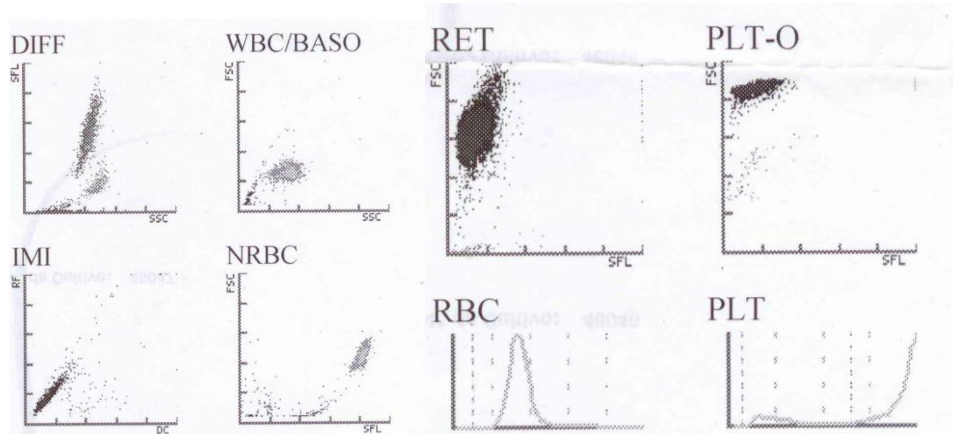 DIFF
SFL
SSC
WBC/BASO
FSC
SSC
RET
FSC
SFL
PLT-O
FSC
SFL
IMI
RF
DC
NRBC
FSC
SFL
RBC
PLT